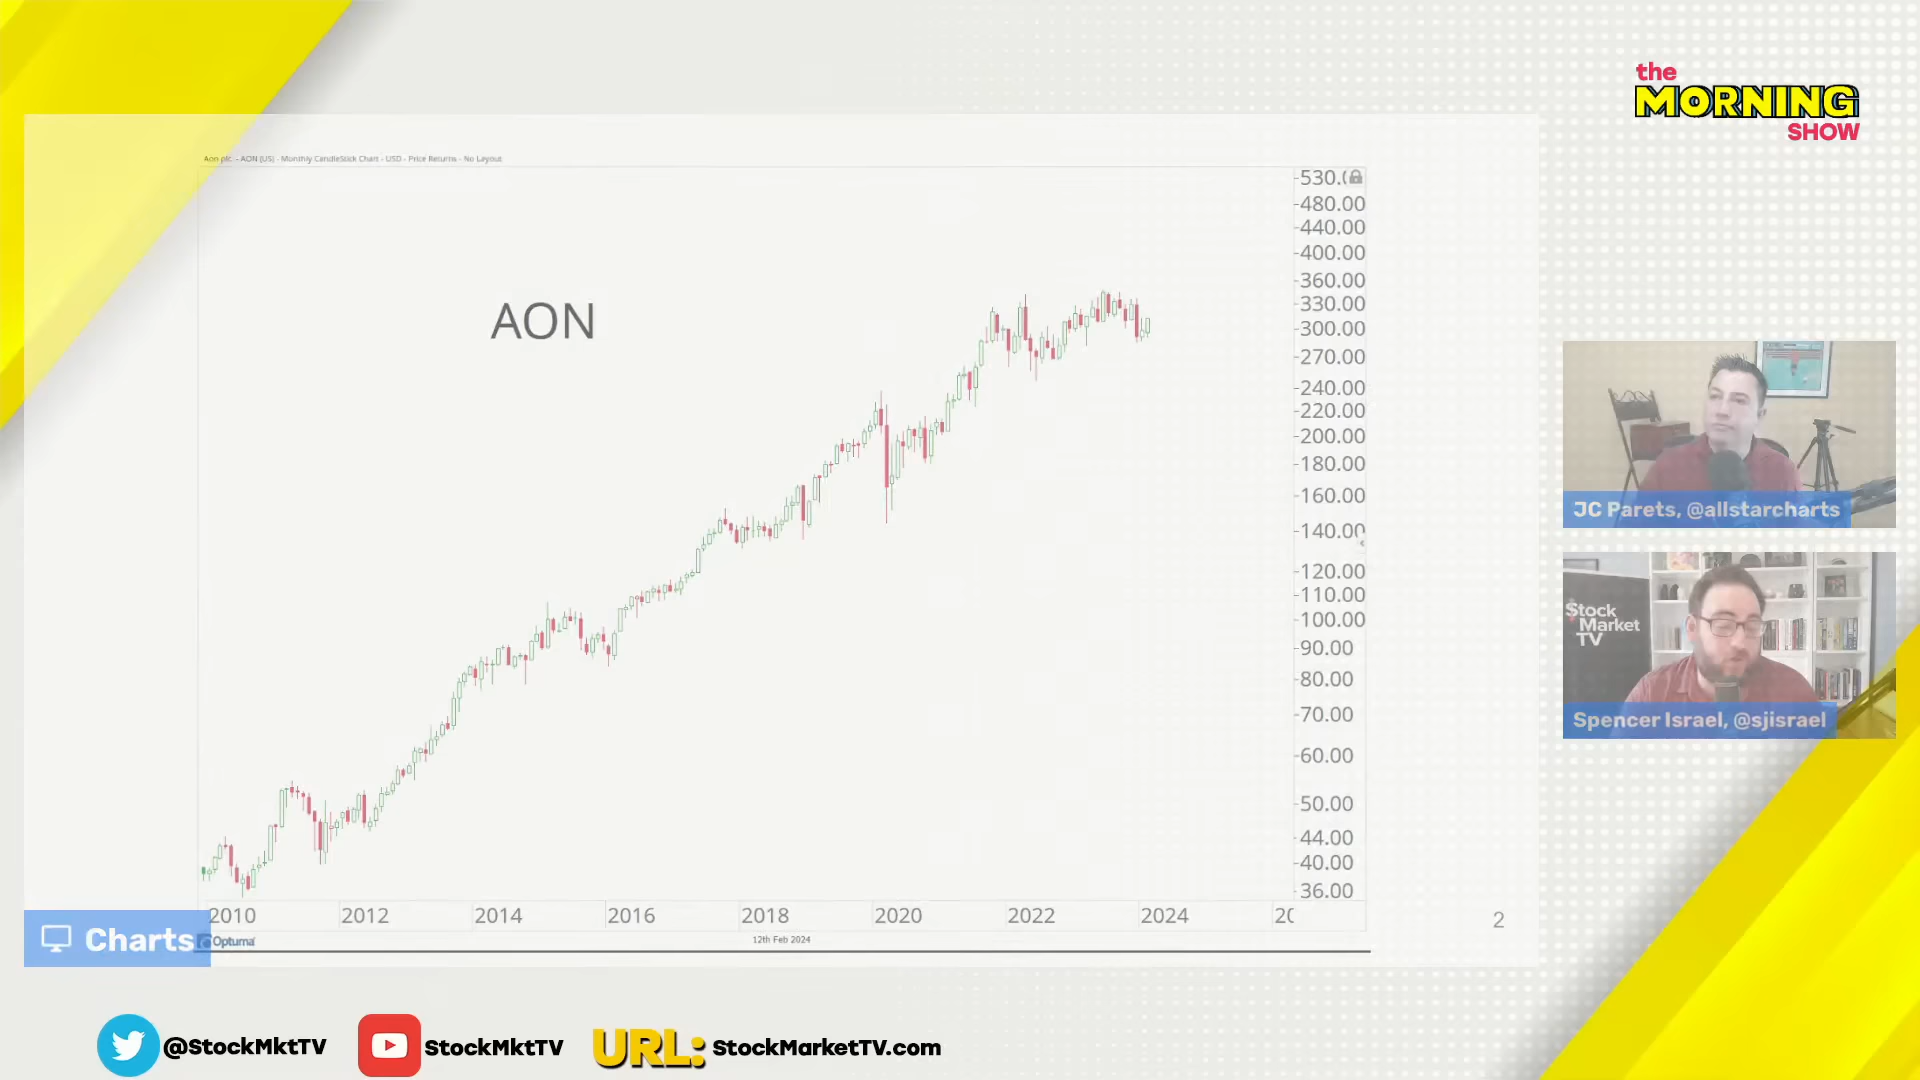 the
MORNING
SHOW
Aon plc. - AON (US) - Monthly CandleStick Chart - USD - Price Returns - No Layout
AON
530.0
480.00
440.00
400.00
360.00
330.00
300.00
270.00
240.00
220.00
200.00
180.00
160.00
140.00
120.00
110.00
100.00
90.00
80.00
70.00
60.00
50.00
44.00
40.00
36.00
2010 2012 2014 2016 2018 2020 2022 2024 20
Optuma
12th Feb 2024
2
Charts
JC Parets, @allstarcharts
Stock
Market
TV
Spencer Israel, @sjisrael
@StockMktTV
StockMktTV
URL: StockMarketTV.com